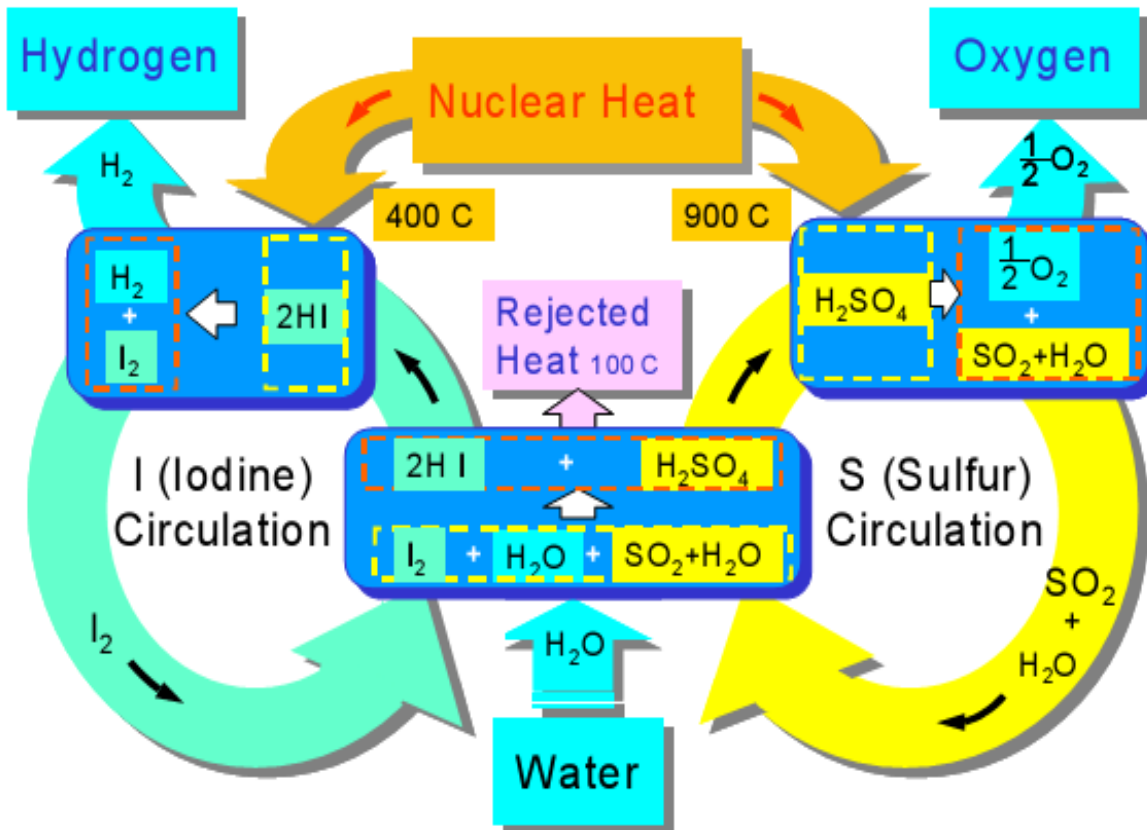 Hydrogen
Nuclear Heat
Oxygen
H₂
½O₂
400 C
900 C
H₂
+
I₂
2HI
H₂SO₄
½O₂
+
SO₂+H₂O
Rejected
Heat 100 C
I (Iodine)
Circulation
2H I + H₂SO₄
I₂ + H₂O + SO₂+H₂O
S (Sulfur)
Circulation
I₂
H₂O
SO₂
+
H₂O
Water